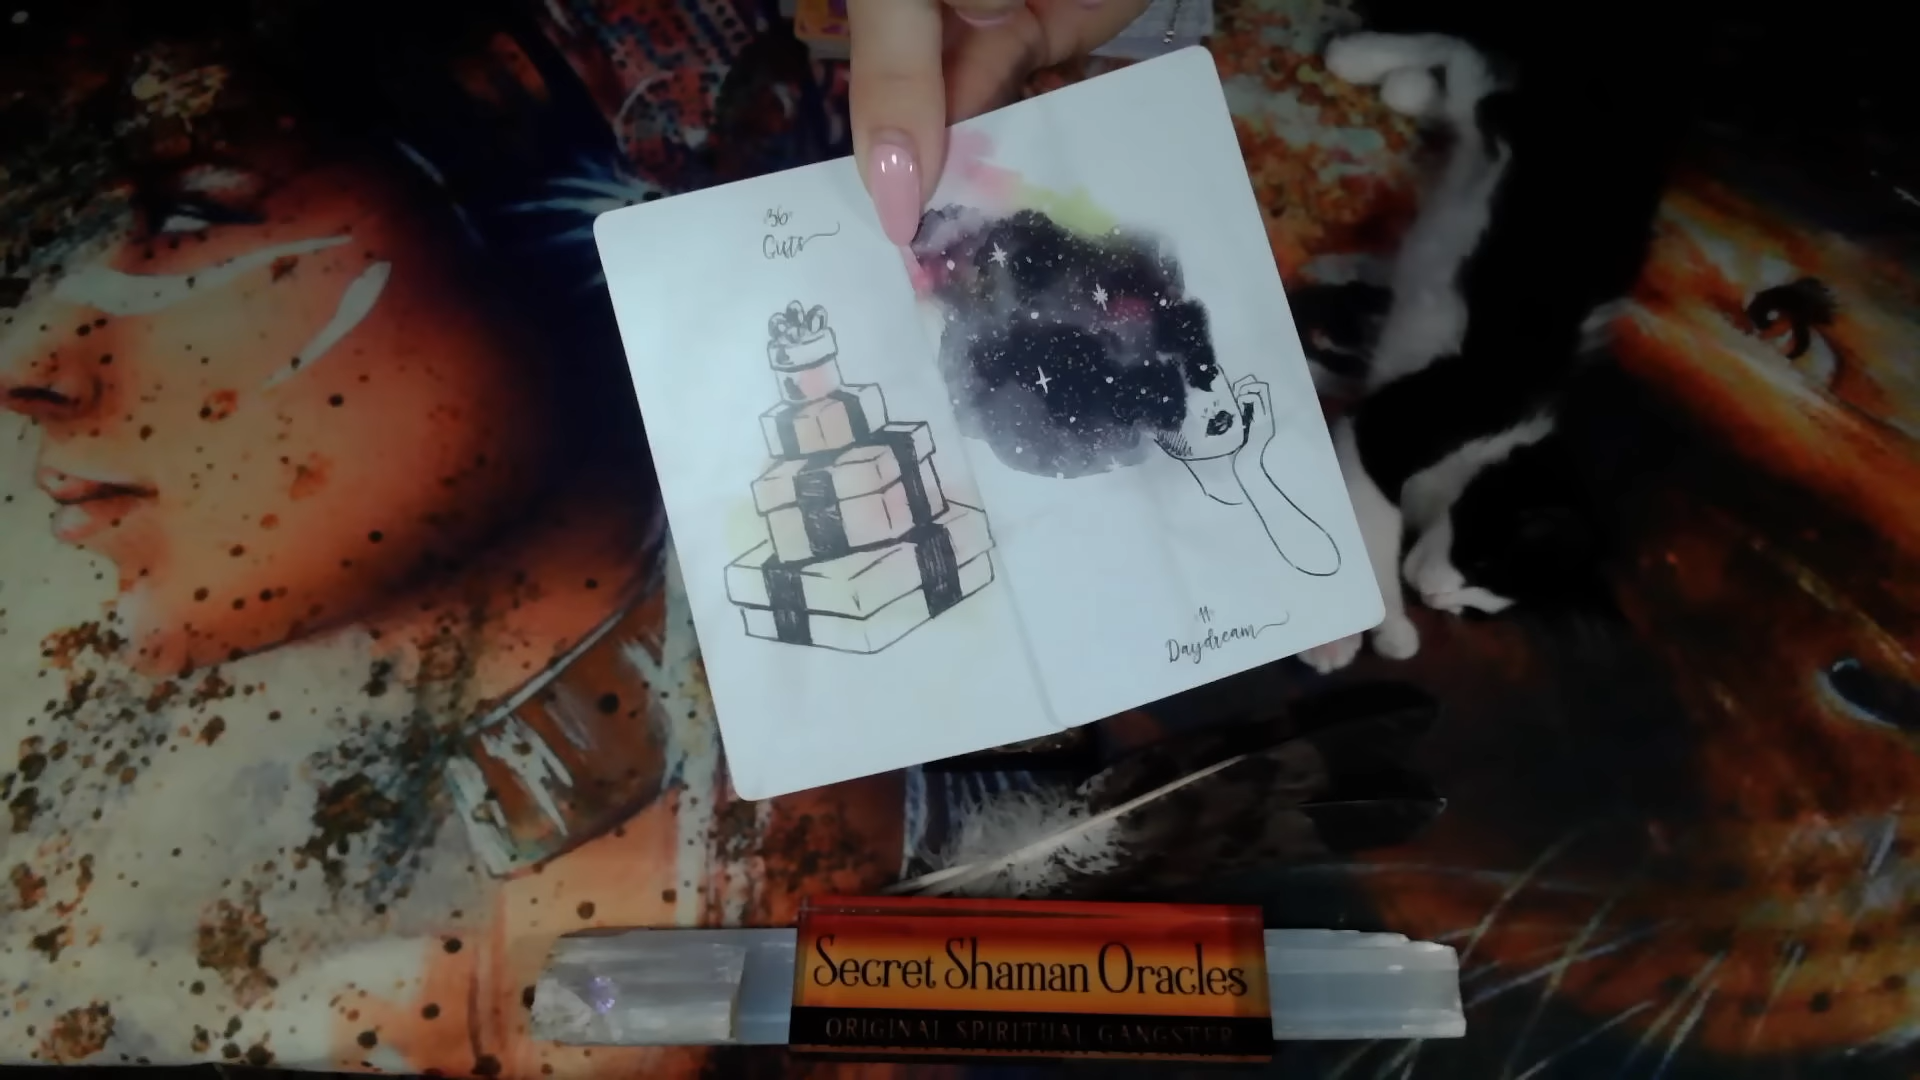 36
Gifts
11
Daydream
Secret Shaman Oracles
ORIGINAL SPIRITUAL GANGSTER